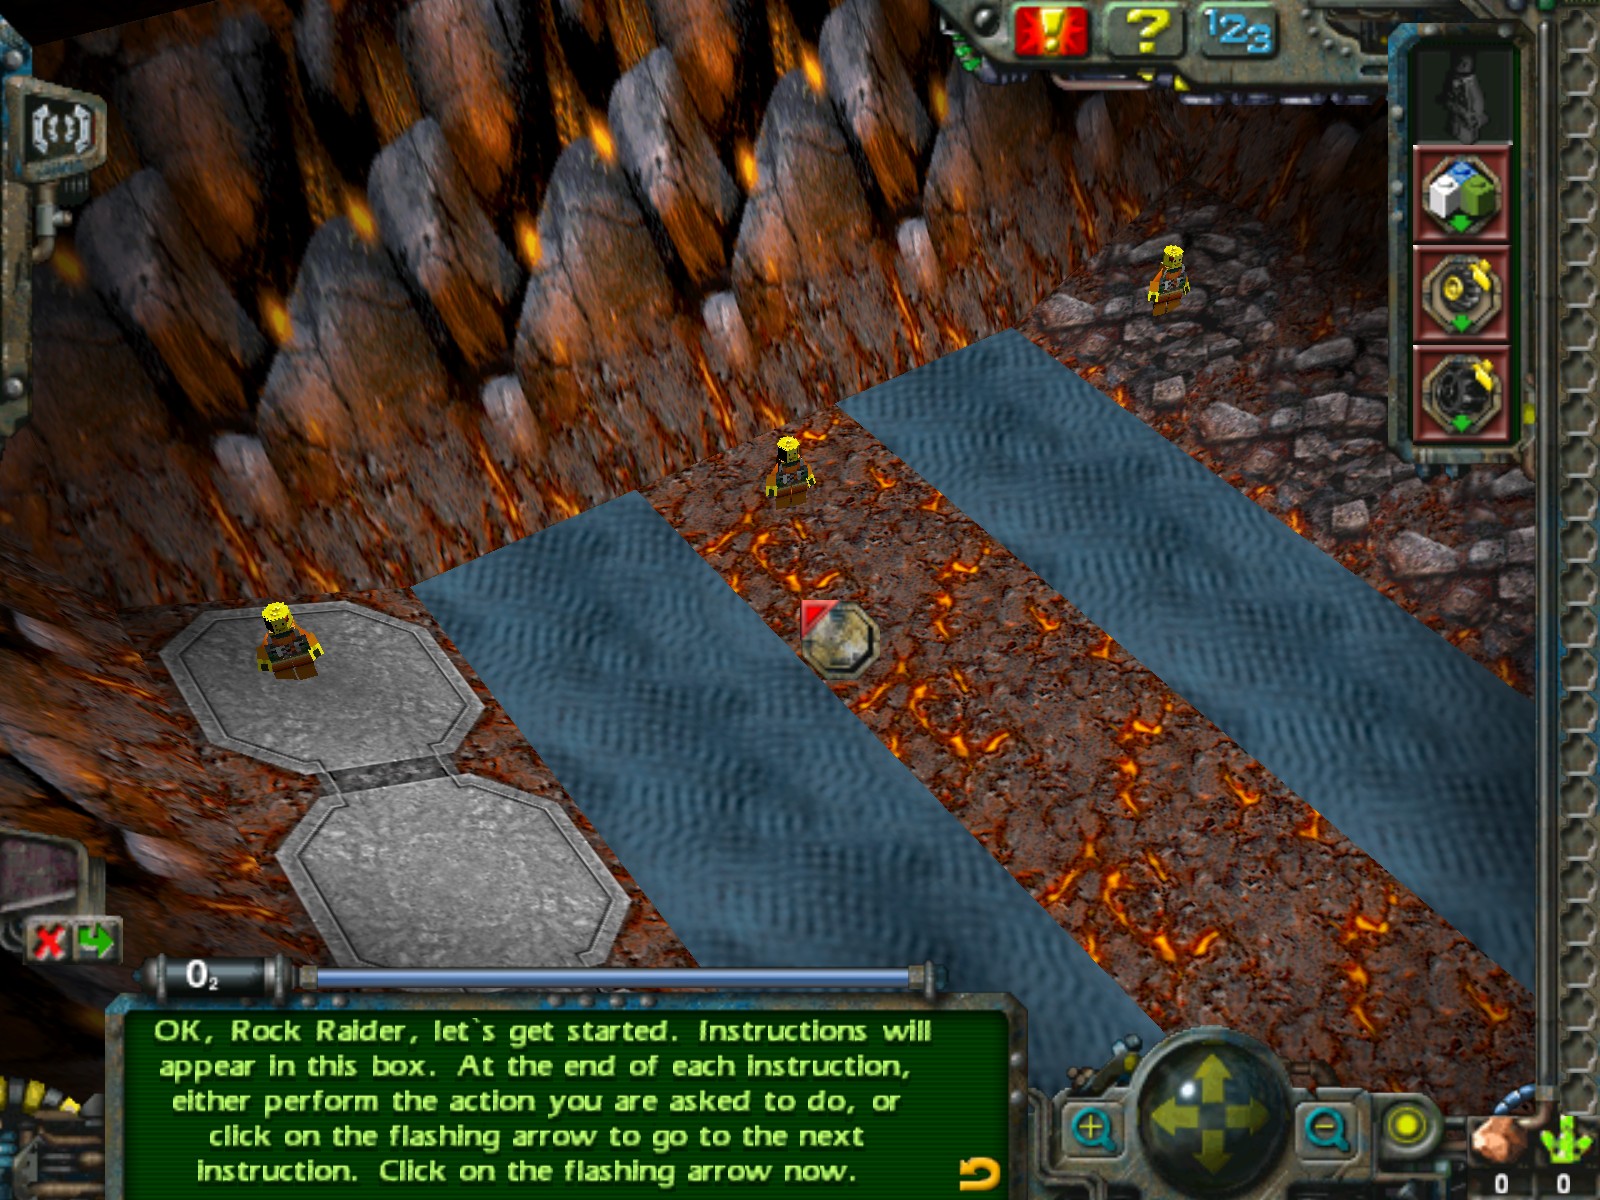 123
O2
OK, Rock Raider, let`s get started. Instructions will
appear in this box. At the end of each instruction,
either perform the action you are asked to do, or
click on the flashing arrow to go to the next
instruction. Click on the flashing arrow now.
0 0